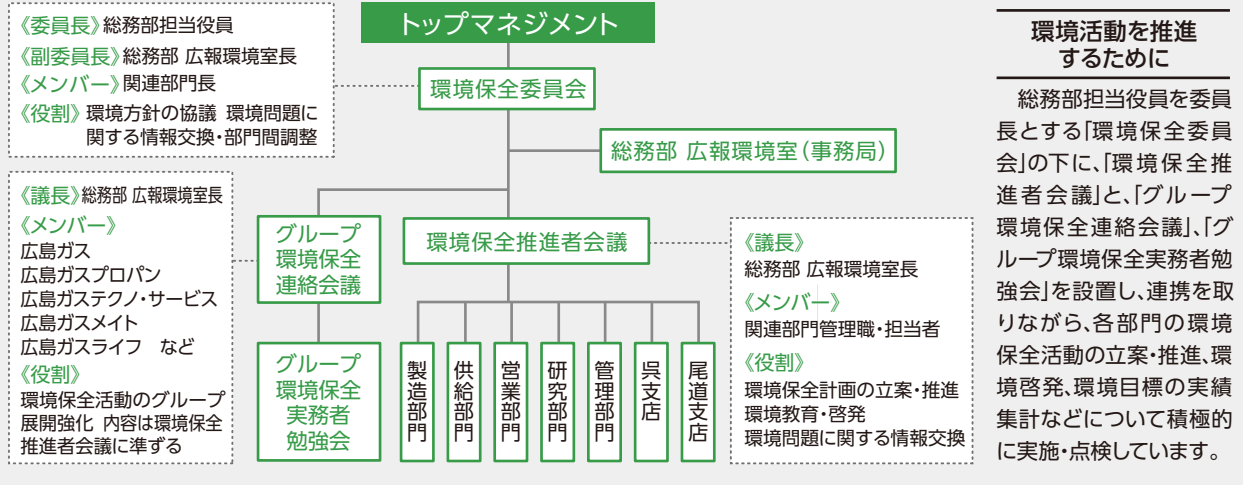 トップマネジメント
《委員長》総務部担当役員
《副委員長》総務部 広報環境室長
《メンバー》関連部門長
《役割》環境方針の協議 環境問題に
関する情報交換・部門間調整
環境保全委員会
総務部 広報環境室（事務局）
《議長》総務部 広報環境室長
《メンバー》
広島ガス
広島ガスプロパン
広島ガステクノ・サービス
広島ガスメイト
広島ガスライフ　など
《役割》
環境保全活動のグループ
展開強化 内容は環境保全
推進者会議に準ずる
グループ
環境保全
連絡会議
グループ
環境保全
実務者
勉強会
環境保全推進者会議
製造部門
供給部門
営業部門
研究部門
管理部門
呉支店
尾道支店
《議長》
総務部 広報環境室長
《メンバー》
関連部門管理職・担当者
《役割》
環境保全計画の立案・推進
環境教育・啓発
環境問題に関する情報交換
環境活動を推進
するために
総務部担当役員を委員
長とする「環境保全委員
会」の下に、「環境保全推
進者会議」と、「グループ
環境保全連絡会議」、「グ
ループ環境保全実務者勉
強会」を設置し、連携を取
りながら、各部門の環境
保全活動の立案・推進、環
境啓発、環境目標の実績
集計などについて積極的
に実施・点検しています。